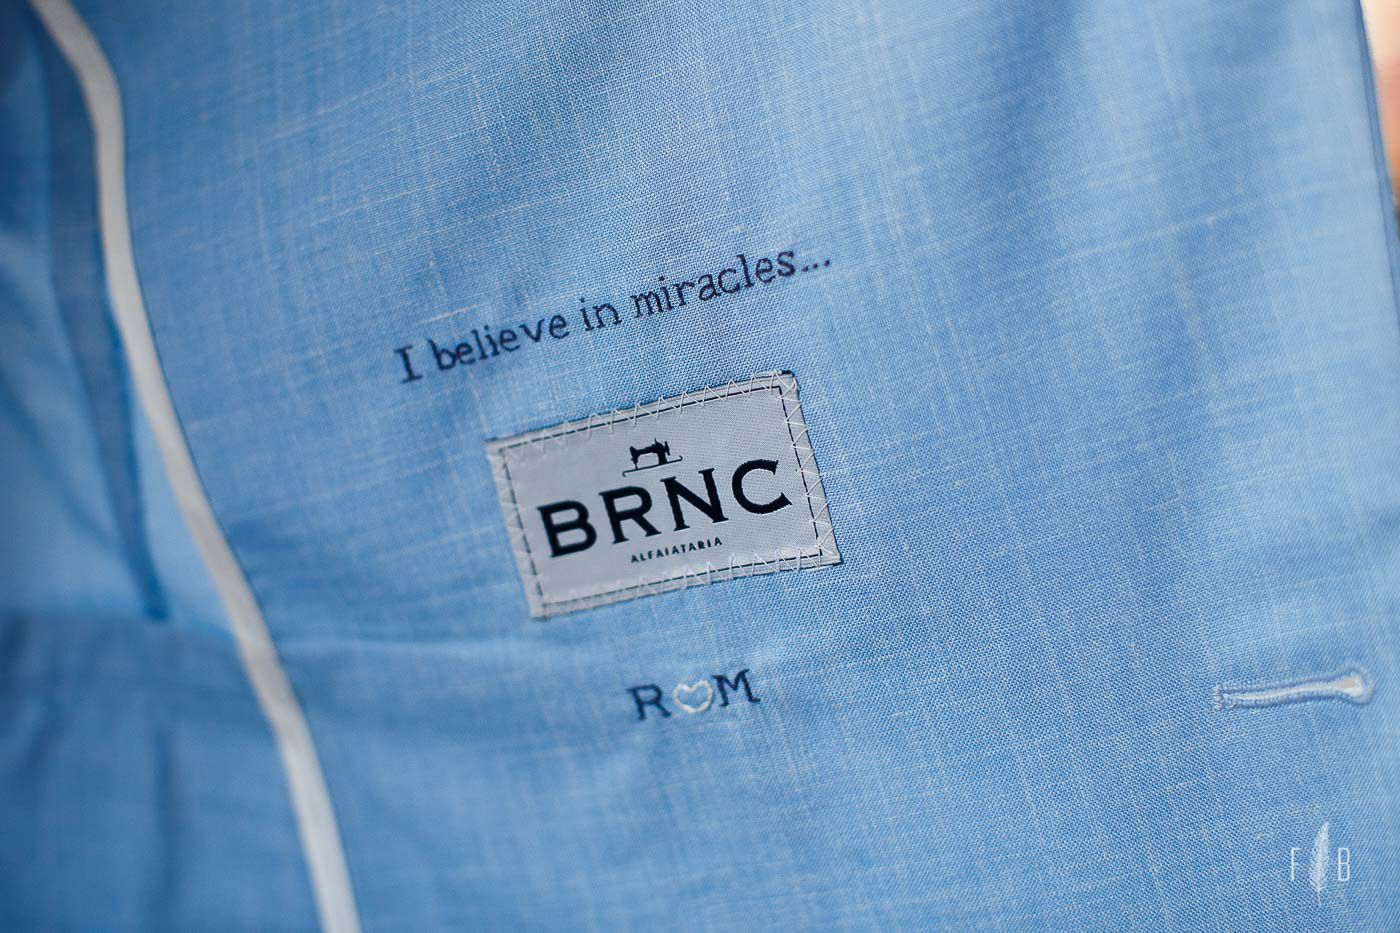 I believe in miracles...
BRNC
ALFAIATARIA
R♡M
F B